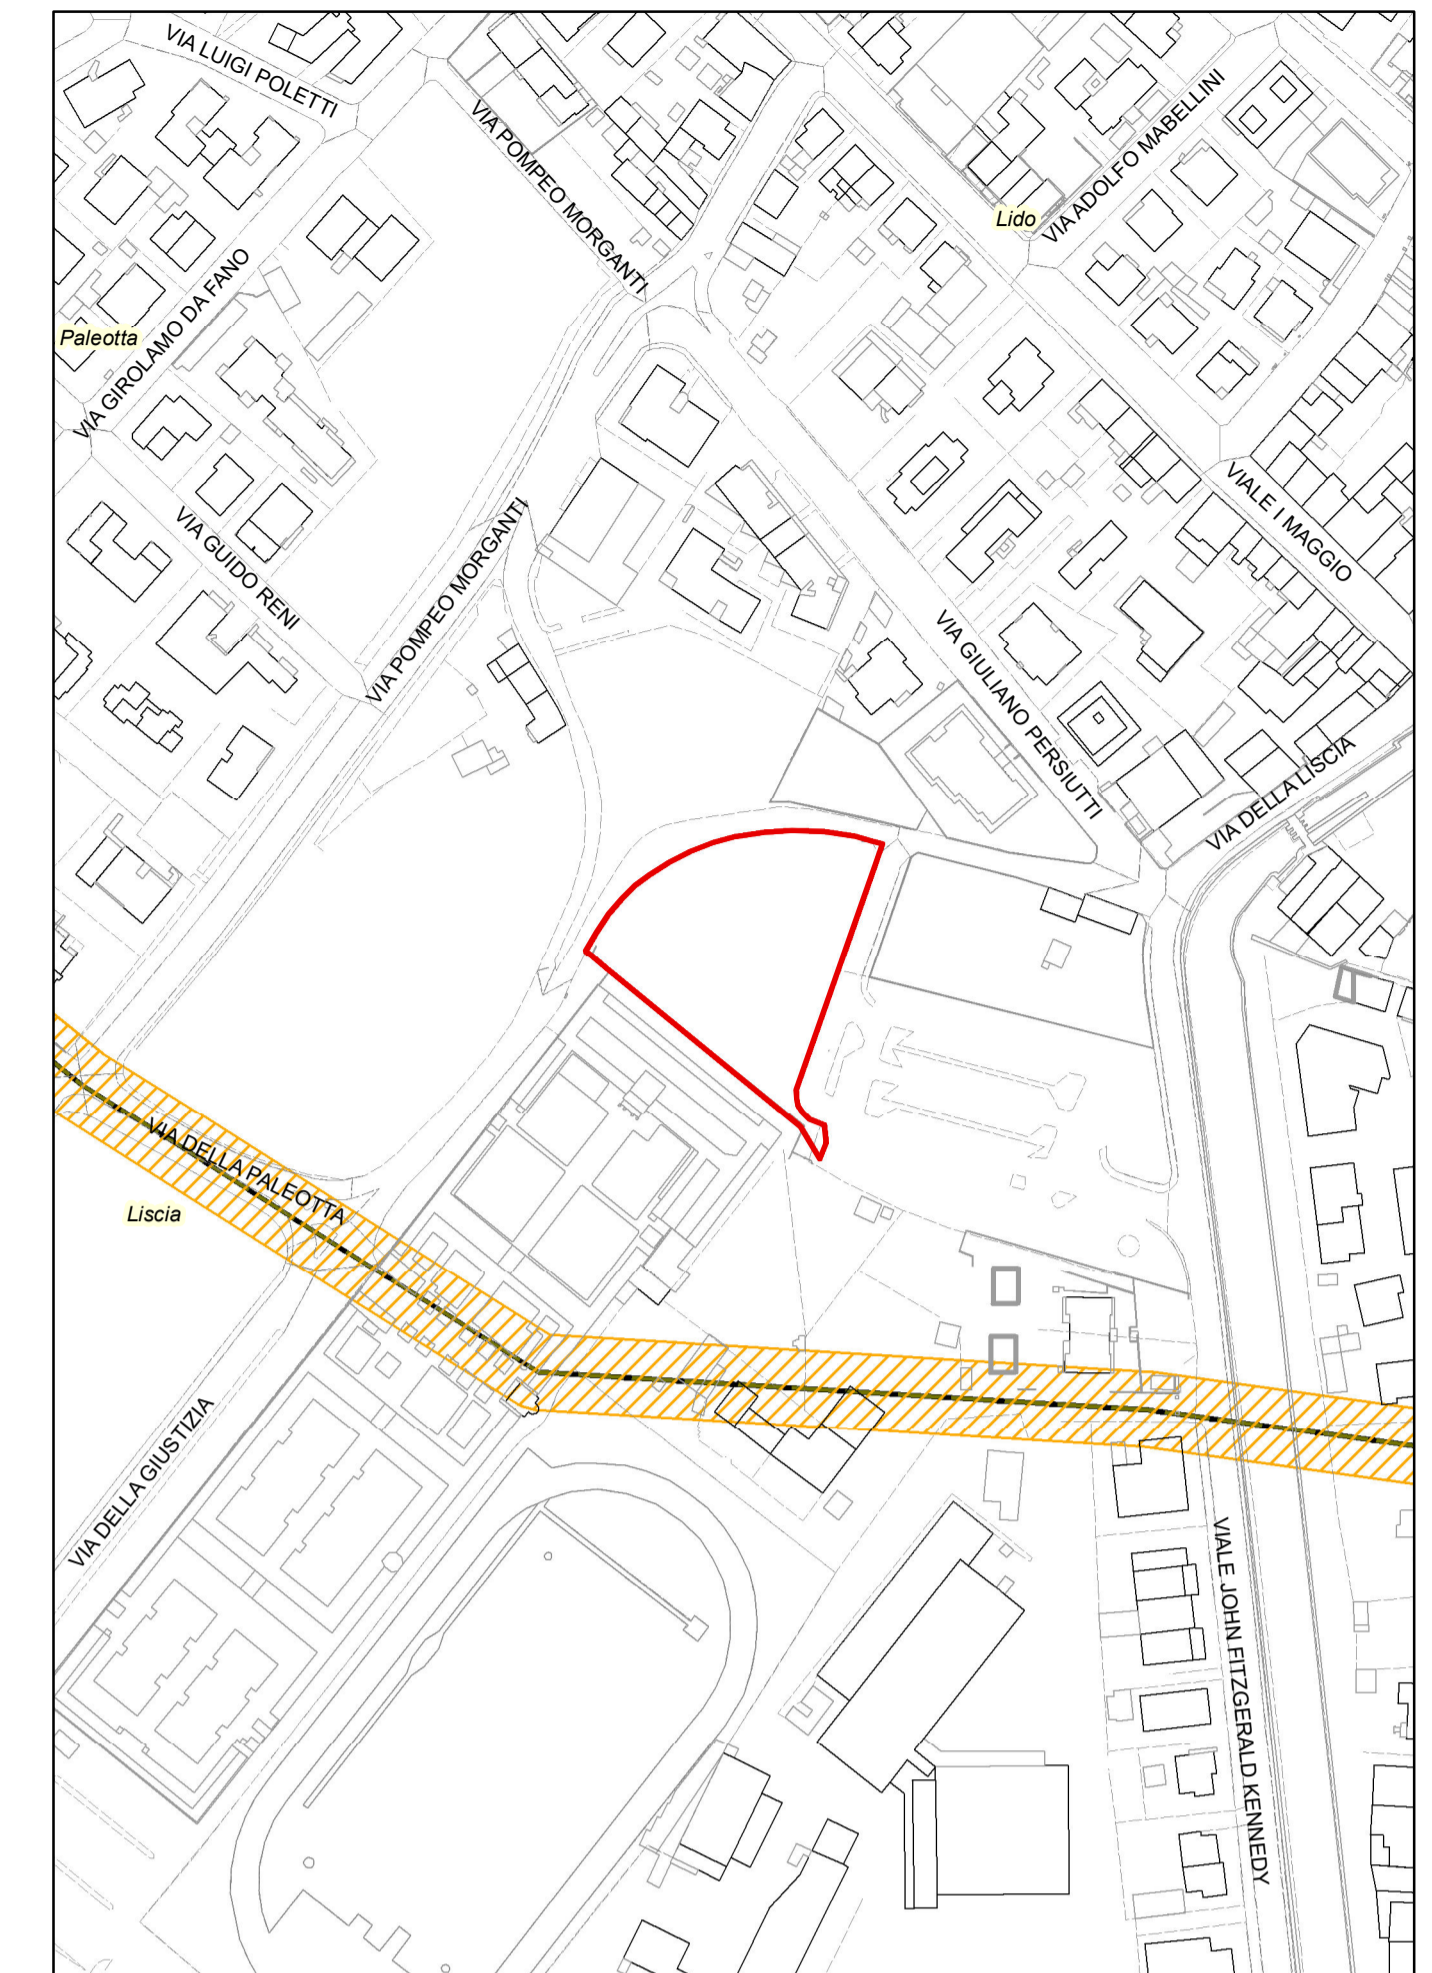 VIA LUIGI POLETTI
VIA POMPEO MORGANTI
VIA ADOLFO MABELLINI
Lido
VIA GIROLAMO DA FANO
Paleotta
VIA GUIDO RENI
VIA POMPEO MORGANTI
VIALE I MAGGIO
VIA GIULIANO PERSIUTTI
VIA DELLA LISCIA
VIA DELLA PALEOTTA
Liscia
VIA DELLA GIUSTIZIA
VIALE JOHN FITZGERALD KENNEDY